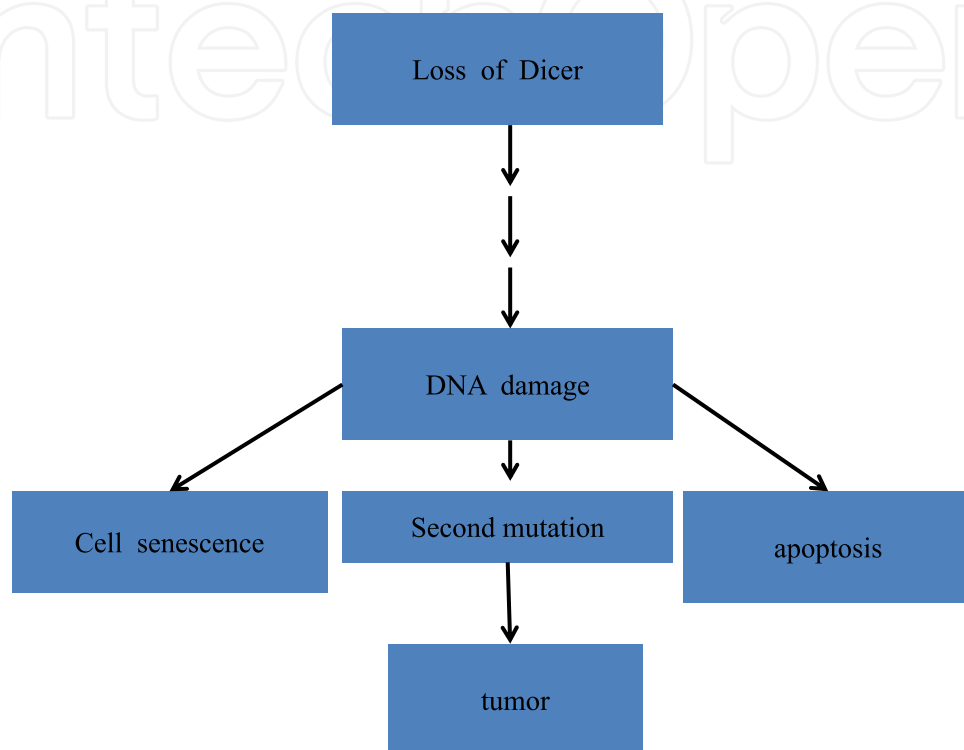 Loss of Dicer
DNA damage
Cell senescence
Second mutation
apoptosis
tumor